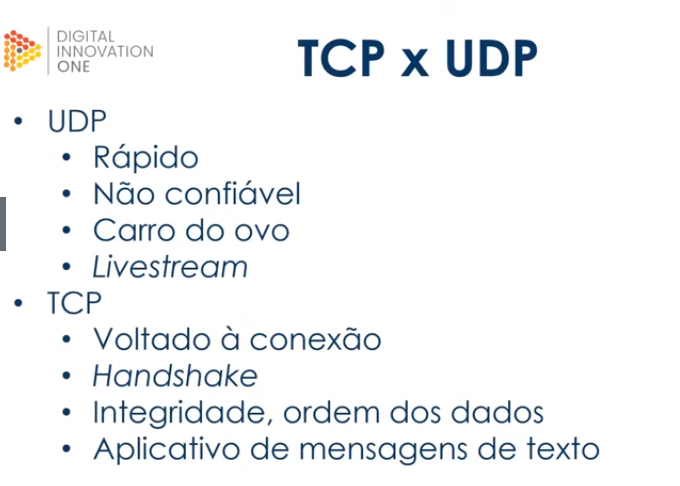 DIGITAL
INNOVATION
ONE
TCP x UDP
• UDP
• Rápido
• Não confiável
• Carro do ovo
• Livestream
• TCP
• Voltado à conexão
• Handshake
• Integridade, ordem dos dados
• Aplicativo de mensagens de texto